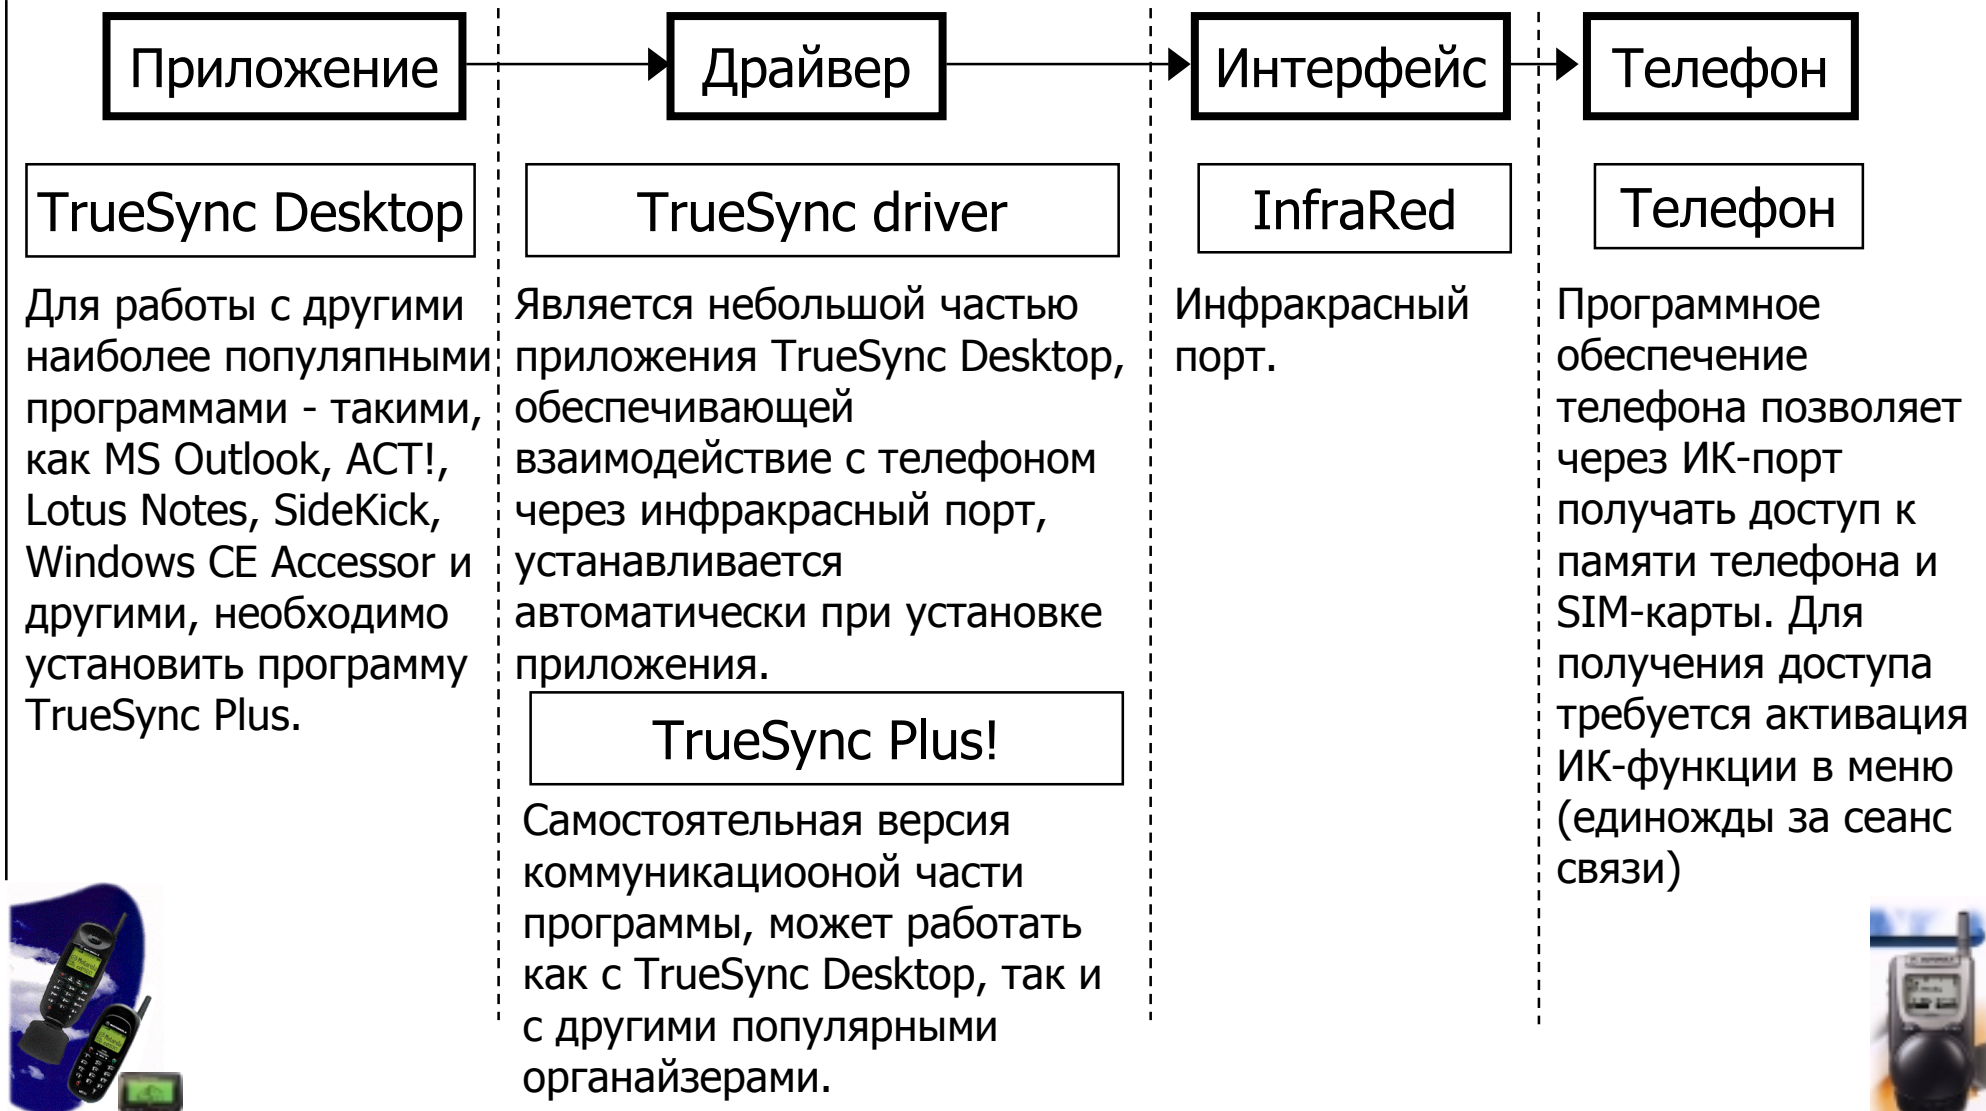 Приложение
Драйвер
Интерфейс
Телефон
TrueSync Desktop
TrueSync driver
InfraRed
Телефон
Для работы с другими
наиболее популяпными
программами - такими,
как MS Outlook, ACT!,
Lotus Notes, SideKick,
Windows CE Accessor и
другими, необходимо
установить программу
TrueSync Plus.
Является небольшой частью
приложения TrueSync Desktop,
обеспечивающей
взаимодействие с телефоном
через инфракрасный порт,
устанавливается
автоматически при установке
приложения.
TrueSync Plus!
Самостоятельная версия
коммуникациооной части
программы, может работать
как с TrueSync Desktop, так и
с другими популярными
органайзерами.
Инфракрасный
порт.
Программное
обеспечение
телефона позволяет
через ИК-порт
получать доступ к
памяти телефона и
SIM-карты. Для
получения доступа
требуется активация
ИК-функции в меню
(единожды за сеанс
связи)